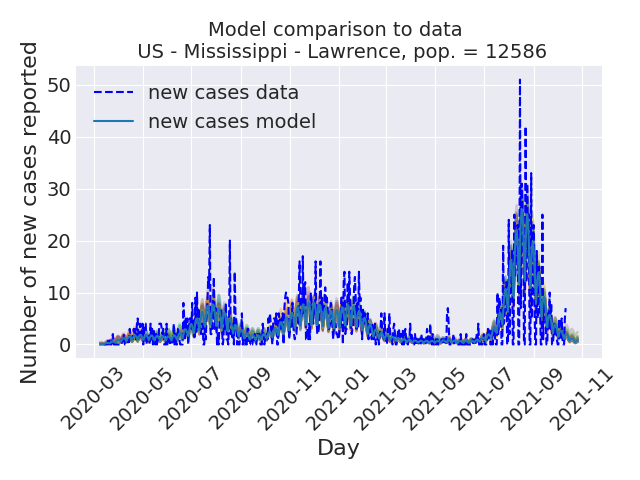 Model comparison to data
US - Mississippi - Lawrence, pop. = 12586
new cases data
new cases model
Number of new cases reported
50
40
30
20
10
0
2020-03
2020-05
2020-07
2020-09
2020-11
2021-01
2021-03
2021-05
2021-07
2021-09
2021-11
Day